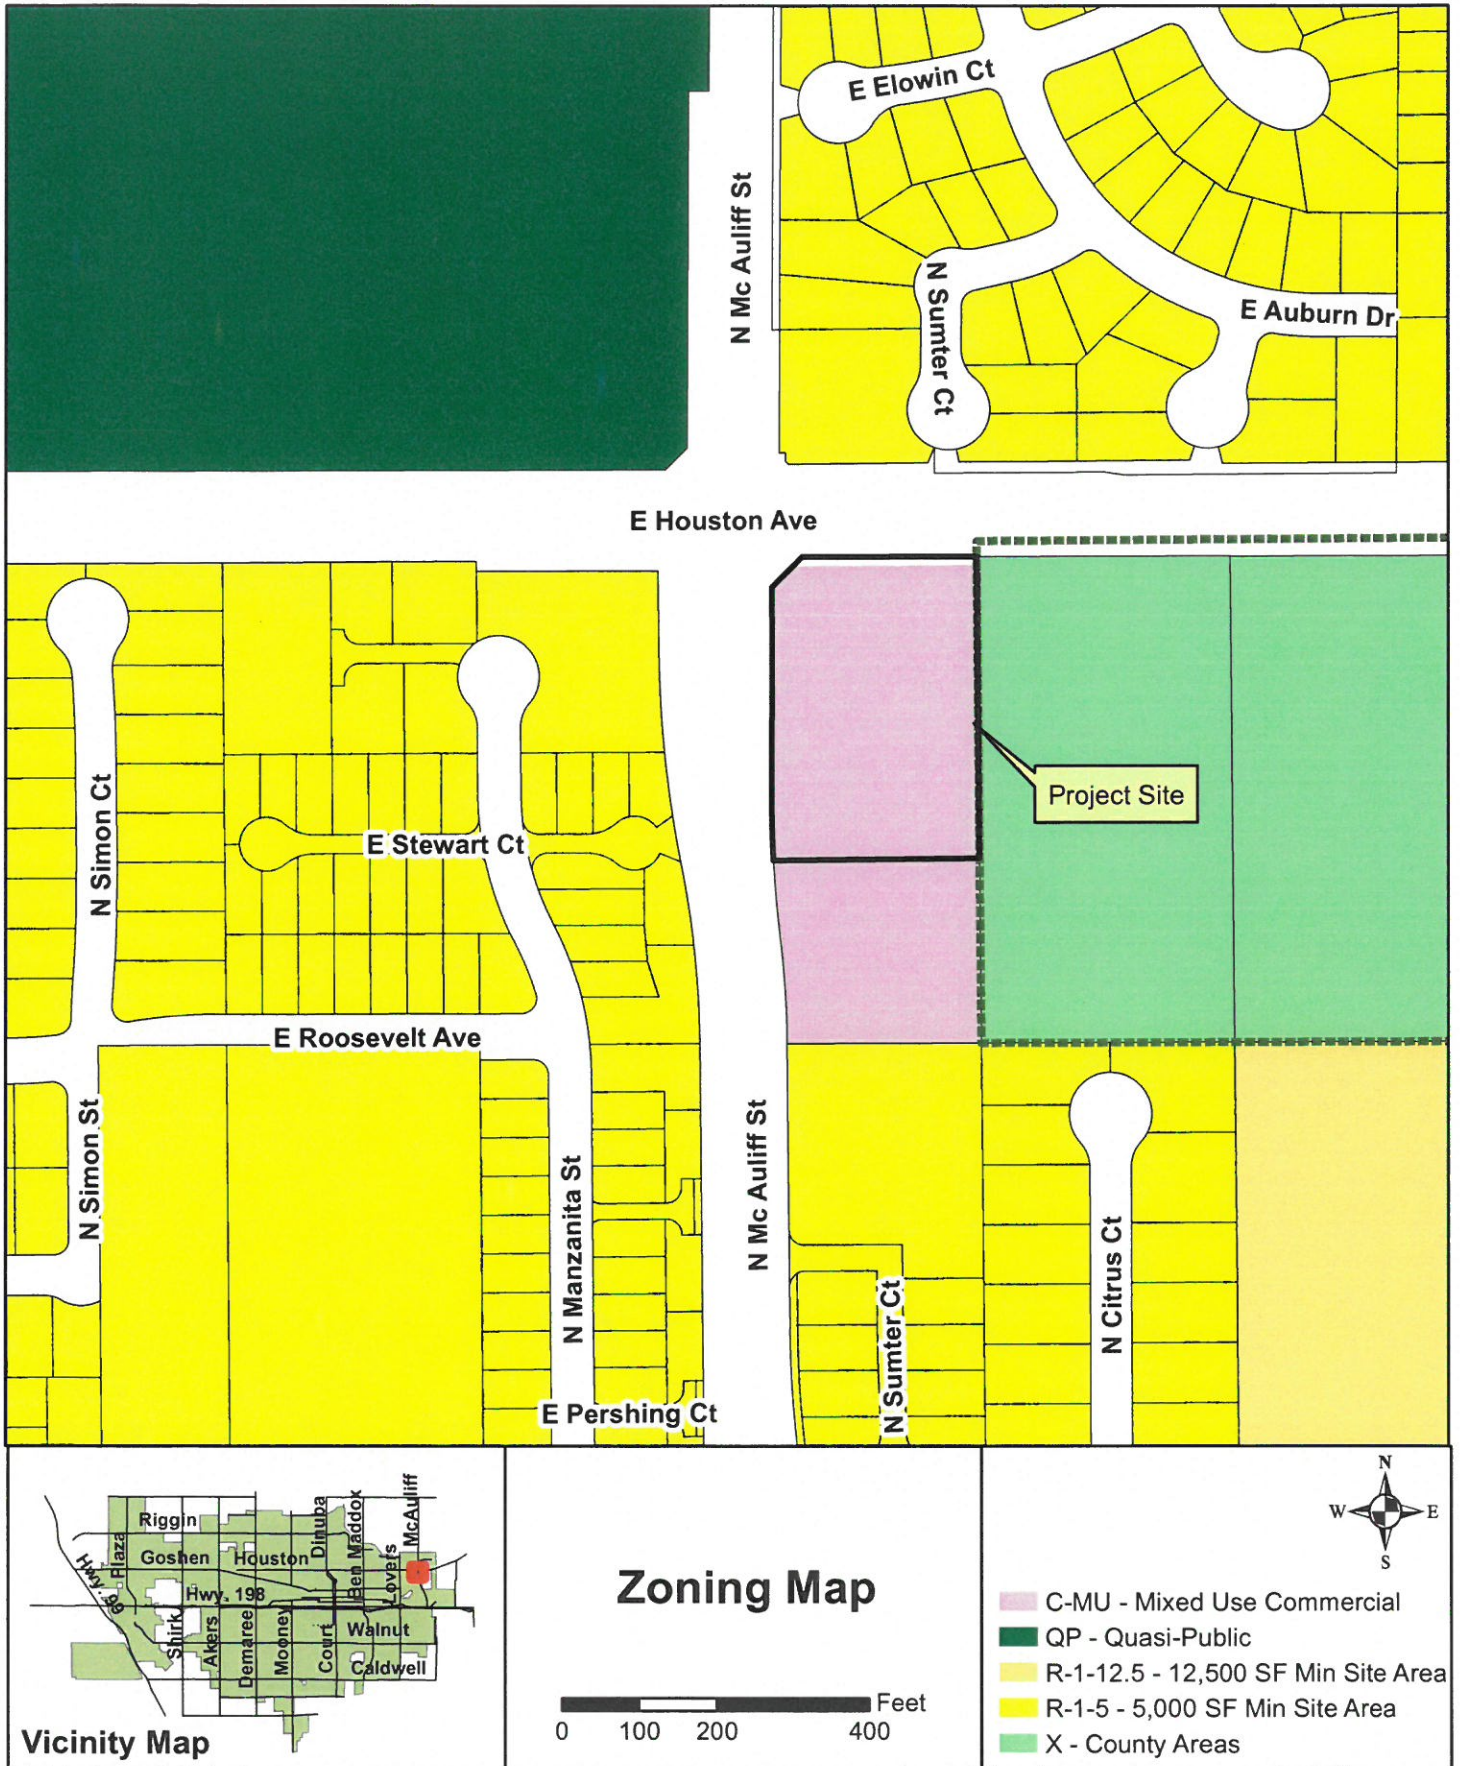 E Elowin Ct
N Mc Auliff St
N Sumter Ct
E Auburn Dr
E Houston Ave
Project Site
N Simon Ct
E Stewart Ct
E Roosevelt Ave
N Simon St
N Manzanita St
N Mc Auliff St
N Sumter Ct
N Citrus Ct
E Pershing Ct
Riggin
Goshen
Houston
Hwy. 198
Hwy. 99
Plaza
Shirk
Akers
Demaree
Mooney
Court
Dinuba
Ben Maddox
Lovers
McAuliff
Walnut
Caldwell
Vicinity Map
Zoning Map
Feet
0 100 200 400
N
W E
S
C-MU - Mixed Use Commercial
QP - Quasi-Public
R-1-12.5 - 12,500 SF Min Site Area
R-1-5 - 5,000 SF Min Site Area
X - County Areas